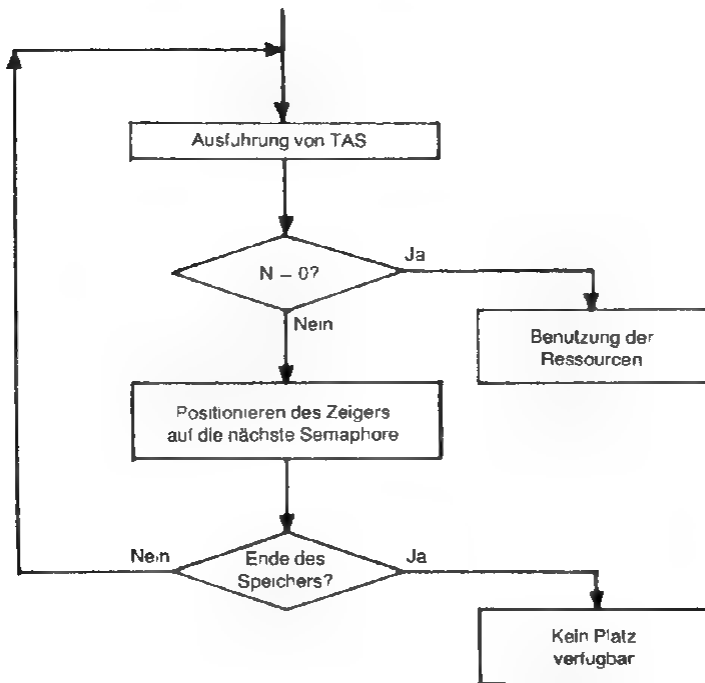 Ausfuhrung von TAS
N = 0?
Ja
Nein
Benutzung der
Ressourcen
Positionieren des Zeigers
auf die nächste Semaphore
Nein
Ende des
Speichers?
Ja
Kein Platz
verfugbar